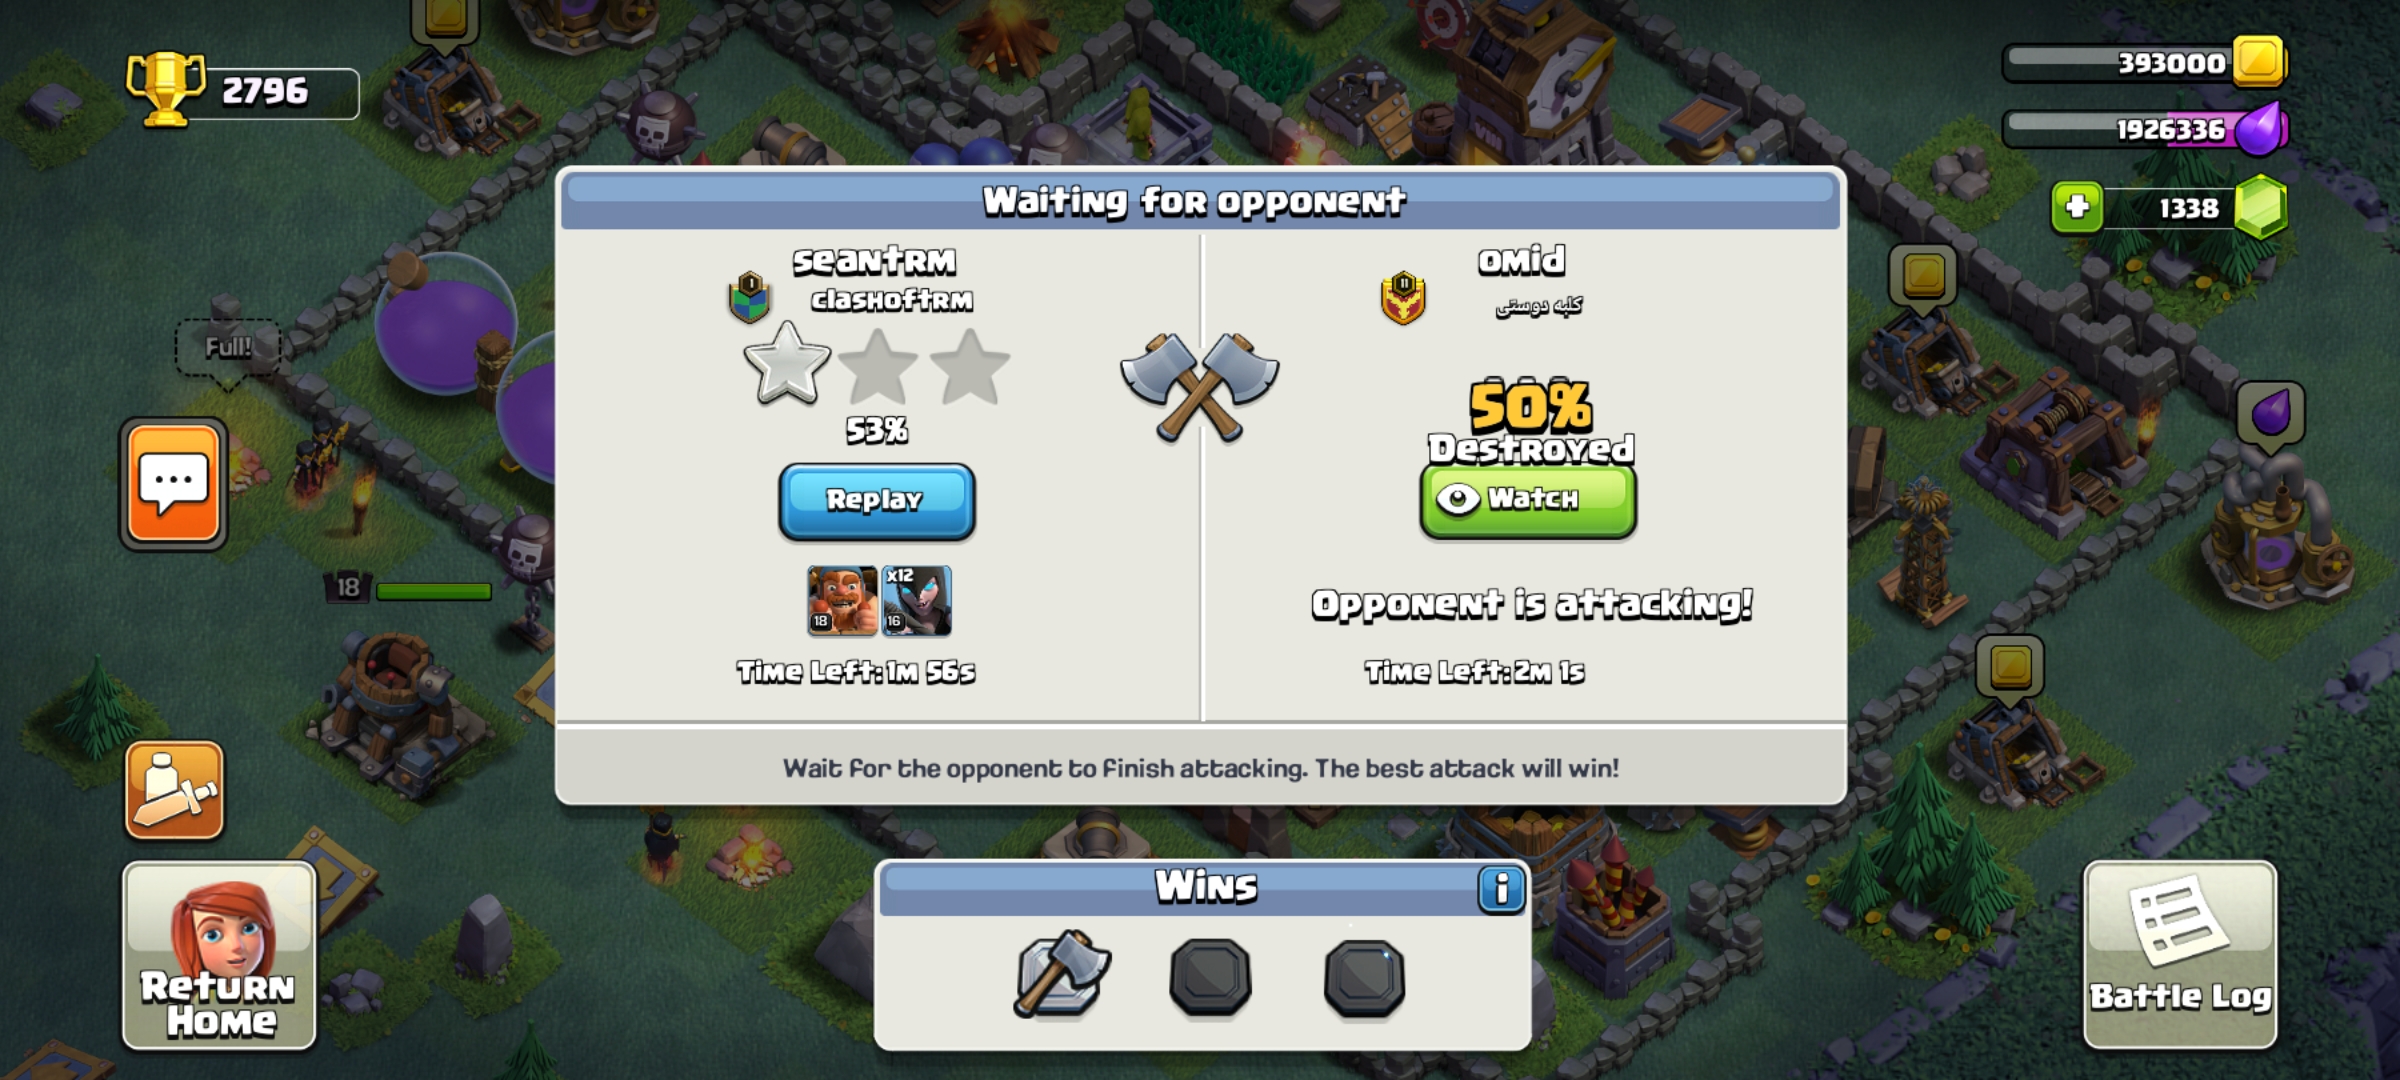 2796
393000
1926336
1338
Waiting for opponent
seantrm
clashoftrm
53%
Replay
x12
18
16
Time Left: 1m 56s
omid
کلبه دوستی
50%
Destroyed
Watch
Opponent is attacking!
Time Left: 2m 1s
Wait for the opponent to finish attacking. The best attack will win!
Full!
18
Wins
i
Return
Home
Battle Log
VIII
I
II